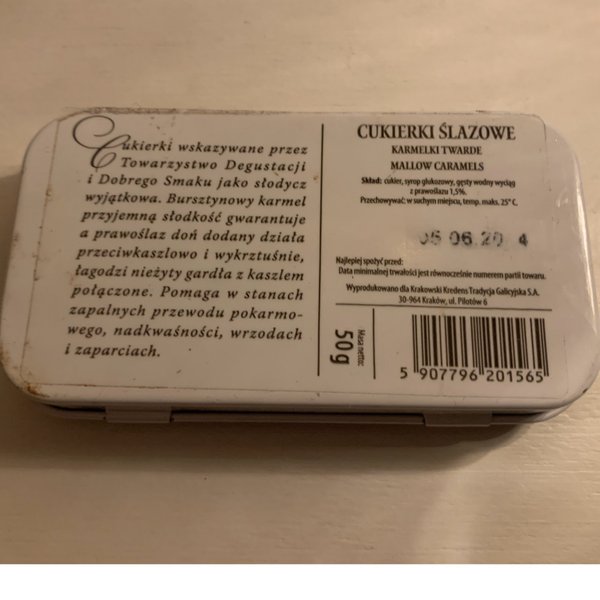 Cukierki wskazywane przez
Towarzystwo Degustacji
i Dobrego Smaku jako słodycz
wyjątkowa. Bursztynowy karmel
przyjemną słodkość gwarantuje
a prawoślaz doń dodany działa
przeciwkaszlowo i wykrztuśnie,
łagodzi nieżyty gardła z kaszlem
połączone. Pomaga w stanach
zapalnych przewodu pokarmo-
wego, nadkwaśności, wrzodach
i zaparciach.
CUKIERKI ŚLAZOWE
KARMELKI TWARDE
MALLOW CARAMELS
Skład: cukier, syrop glukozowy, gęsty wodny wyciąg
z prawoślazu 1,5%.
Przechowywać: w suchym miejscu, temp. maks. 25° C.
05 06.20 4
Najlepiej spożyć przed:
Data minimalnej trwałości jest równocześnie numerem partii towaru.
Wyprodukowano dla Krakowski Kredens Tradycja Galicyjska S.A.
30-964 Kraków, ul. Pilotów 6
Masa netto:
50g
5 907796 201565